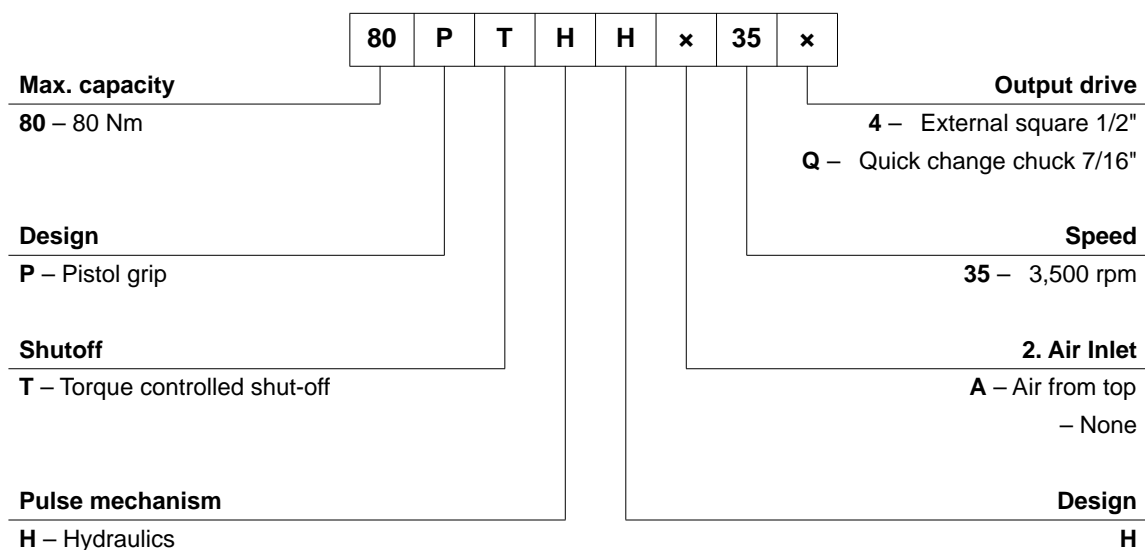 80 P T H H × 35 ×
Max. capacity
80 – 80 Nm
Output drive
4 – External square 1/2"
Q – Quick change chuck 7/16"
Design
P – Pistol grip
Speed
35 – 3,500 rpm
Shutoff
T – Torque controlled shut-off
2. Air Inlet
A – Air from top
– None
Pulse mechanism
H – Hydraulics
Design
H